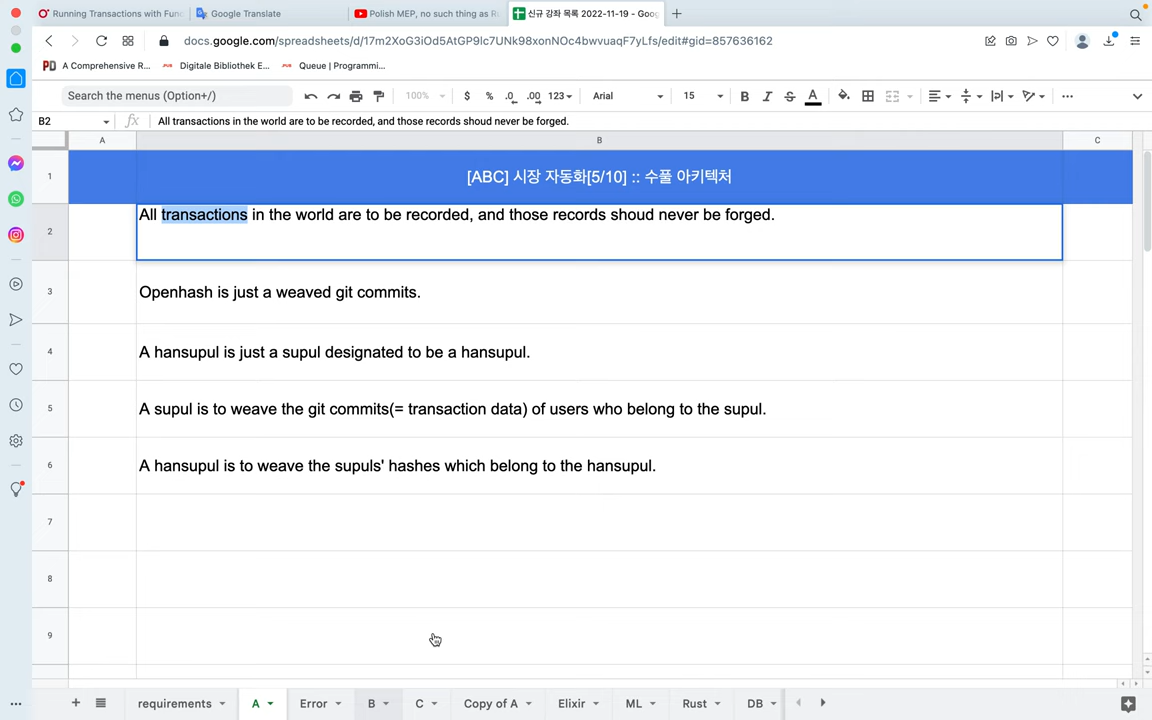 Running Transactions with Fun
Google Translate
Polish MEP, no such thing as R
신규 강좌 목록 2022-11-19 - Goog
docs.google.com/spreadsheets/d/17m2XoG3iOd5AtGP9lc7UNk98xonNOc4bwvuaqF7yLfs/edit#gid=857636162
PD A Comprehensive R...
Digitale Bibliothek E...
Queue | Programmi...
Search the menus (Option+/)
100%
$ % .0 .00 123
Arial
15
B I S A
B2
fx All transactions in the world are to be recorded, and those records shoud never be forged.
A B C
1 [ABC] 시장 자동화[5/10] :: 수풀 아키텍처
2 All transactions in the world are to be recorded, and those records shoud never be forged.
3 Openhash is just a weaved git commits.
4 A hansupul is just a supul designated to be a hansupul.
5 A supul is to weave the git commits(= transaction data) of users who belong to the supul.
6 A hansupul is to weave the supuls' hashes which belong to the hansupul.
7
8
9
requirements A Error B C Copy of A Elixir ML Rust DB